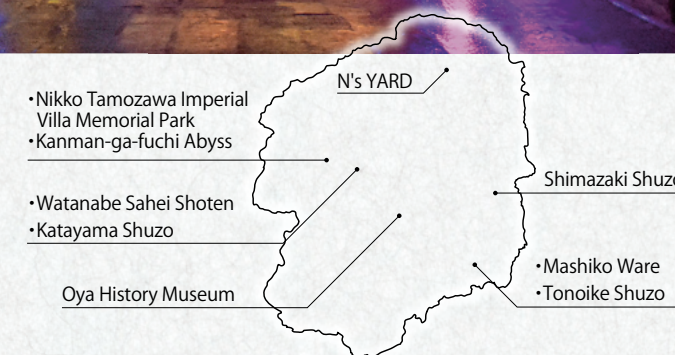 N's YARD
・Nikko Tamozawa Imperial
Villa Memorial Park
・Kanman-ga-fuchi Abyss
Shimazaki Shuzo
・Watanabe Sahei Shoten
・Katayama Shuzo
・Mashiko Ware
・Tonoike Shuzo
Oya History Museum